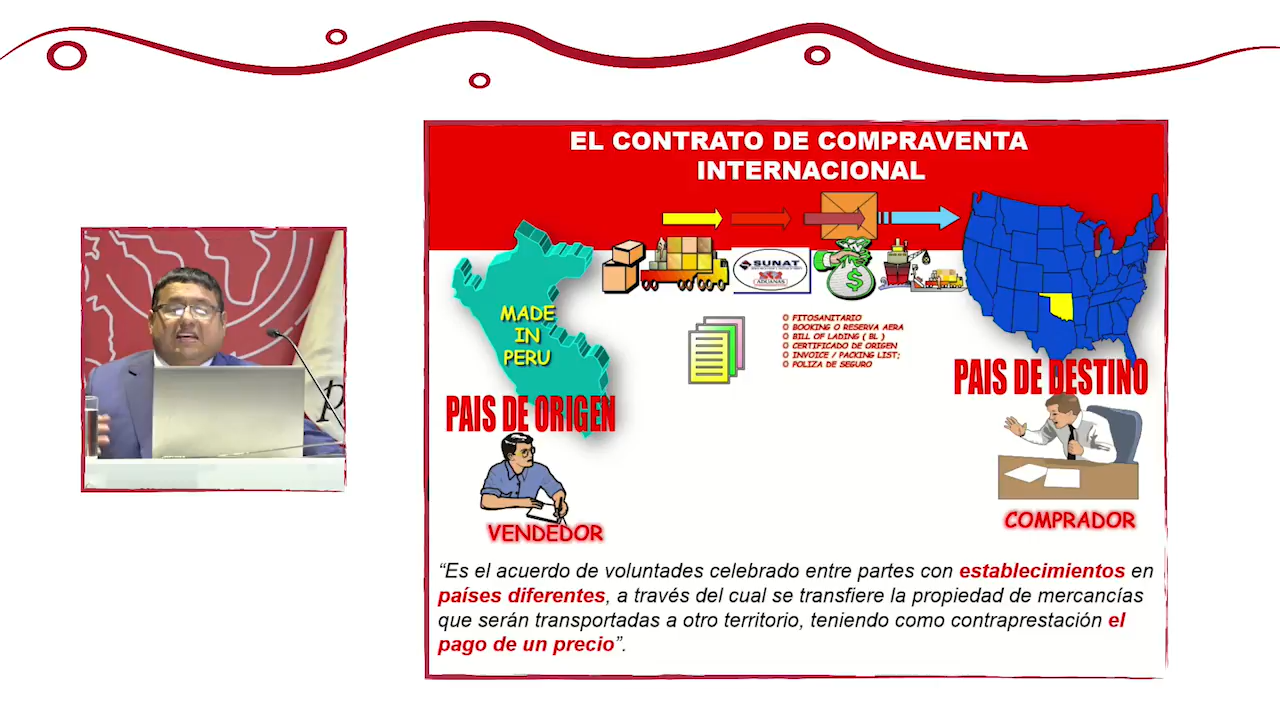 EL CONTRATO DE COMPRAVENTA
INTERNACIONAL
SUNAT
ADUANAS
MADE
IN
PERU
FITOSANITARIO
BOOKING O RESERVA AERA
BILL OF LADING ( BL )
CERTIFICADO DE ORIGEN
INVOICE / PACKING LIST;
POLIZA DE SEGURO
PAIS DE ORIGEN
PAIS DE DESTINO
VENDEDOR
COMPRADOR
“Es el acuerdo de voluntades celebrado entre partes con establecimientos en
países diferentes, a través del cual se transfiere la propiedad de mercancías
que serán transportadas a otro territorio, teniendo como contraprestación el
pago de un precio”.